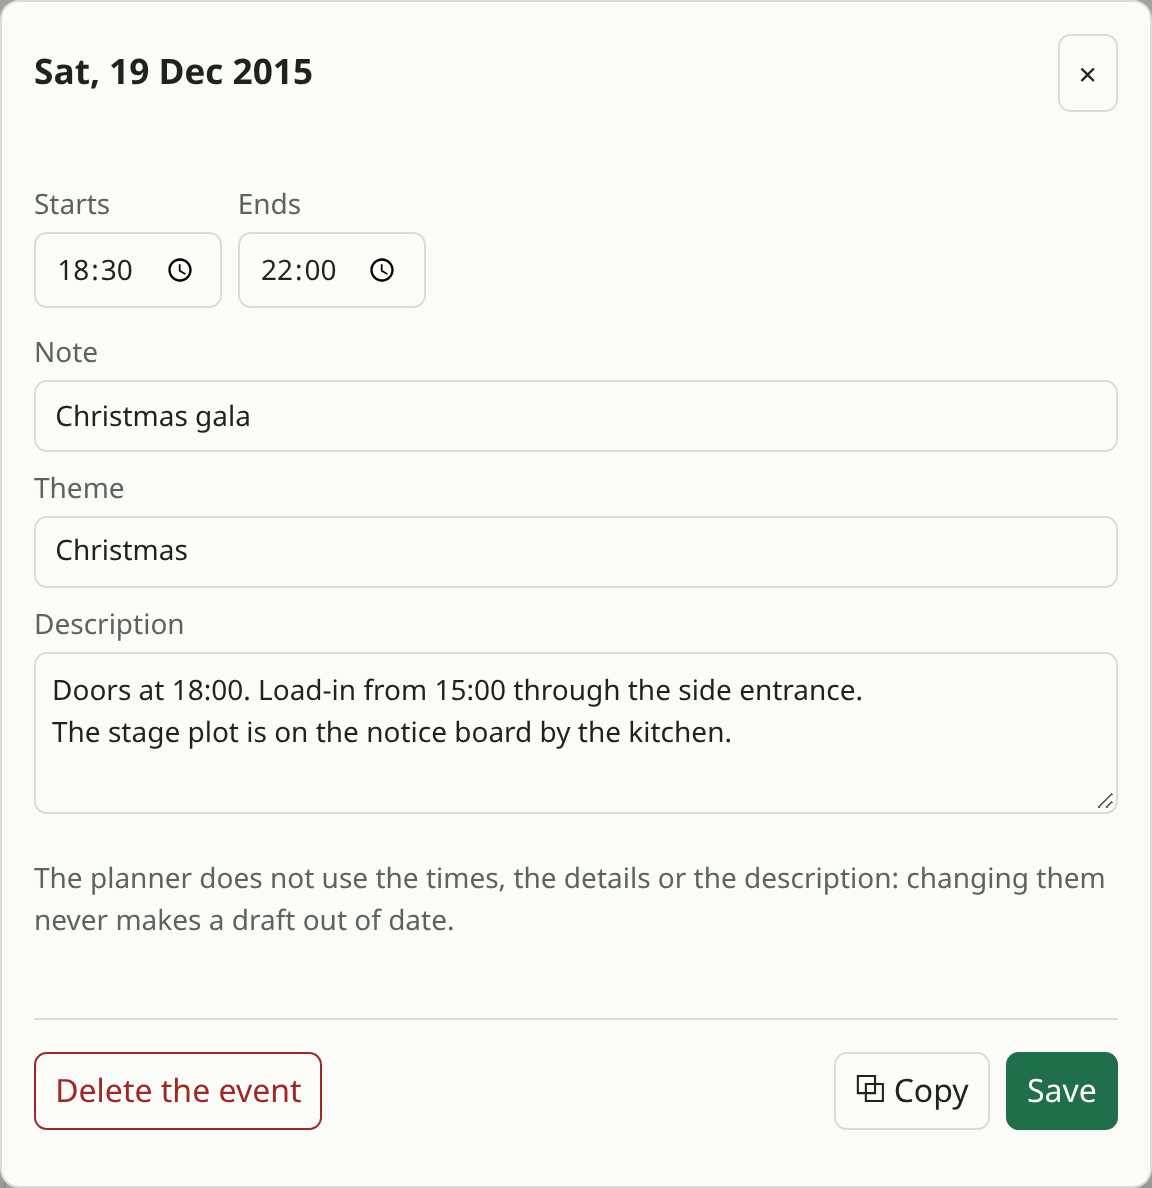 Sat, 19 Dec 2015
×
Starts
Ends
18:30
22:00
Note
Christmas gala
Theme
Christmas
Description
Doors at 18:00. Load-in from 15:00 through the side entrance.
The stage plot is on the notice board by the kitchen.
The planner does not use the times, the details or the description: changing them
never makes a draft out of date.
Delete the event
Copy
Save